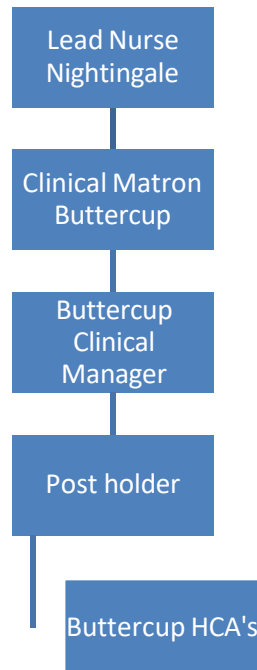 Lead Nurse
Nightingale
Clinical Matron
Buttercup
Buttercup
Clinical
Manager
Post holder
Buttercup HCA's